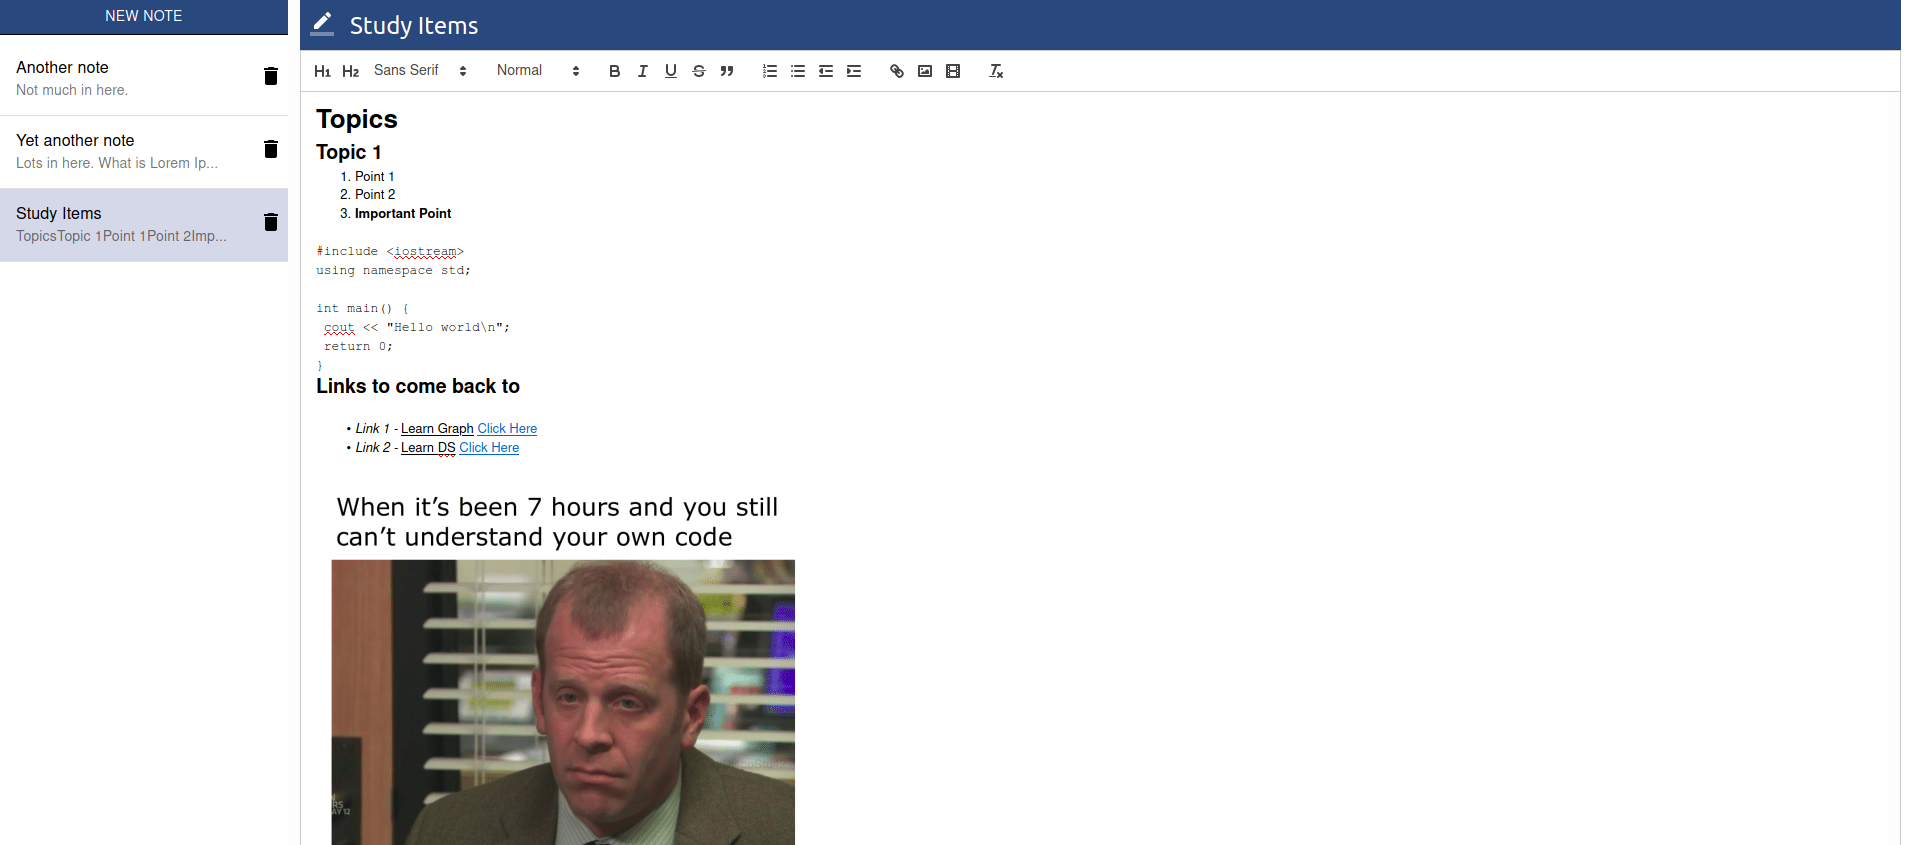 NEW NOTE
Another note
Not much in here.
Yet another note
Lots in here. What is Lorem Ip...
Study Items
TopicsTopic 1Point 1Point 2Imp...
Study Items
H1 H2 Sans Serif Normal B I U S
Topics
Topic 1
1. Point 1
2. Point 2
3. Important Point
#include <iostream>
using namespace std;
int main() {
cout << "Hello world\n";
return 0;
}
Links to come back to
• Link 1 - Learn Graph Click Here
• Link 2 - Learn DS Click Here
When it’s been 7 hours and you still
can’t understand your own code